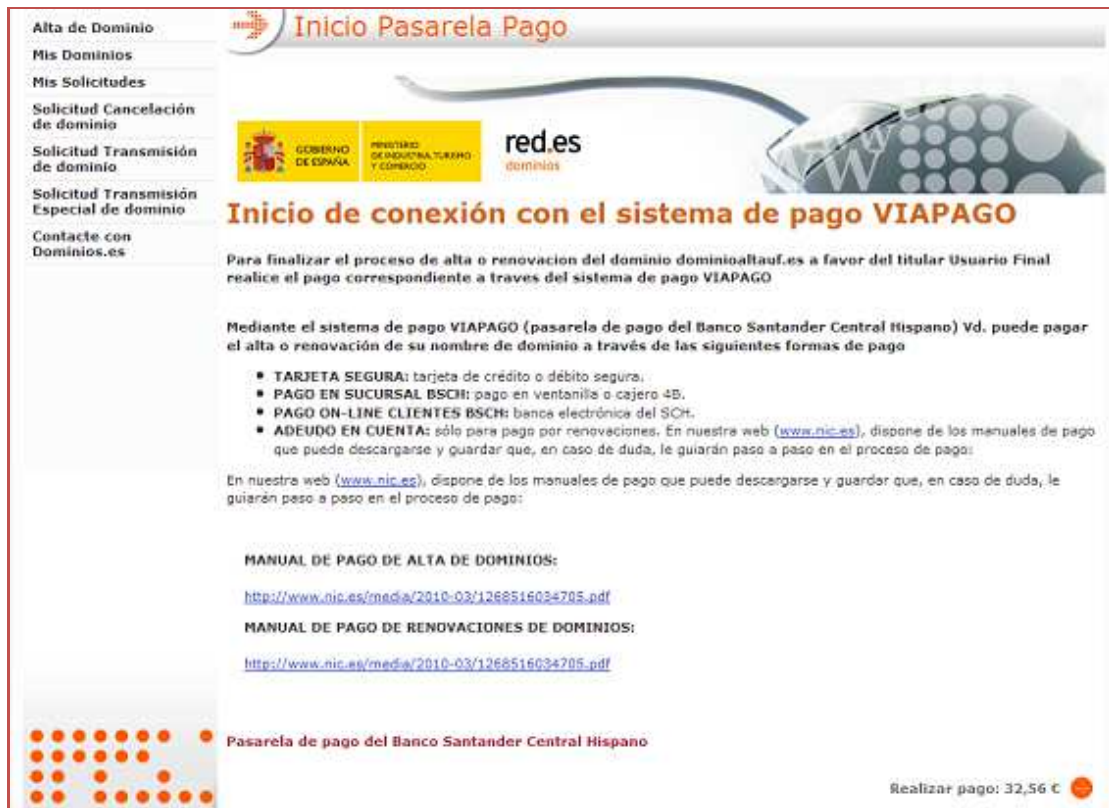 Alta de Dominio
Mis Dominios
Mis Solicitudes
Solicitud Cancelación
de dominio
Solicitud Transmisión
de dominio
Solicitud Transmisión
Especial de dominio
Contacte con
Dominios.es
Inicio Pasarela Pago
GOBIERNO
DE ESPAÑA
MINISTERIO
DE INDUSTRIA, TURISMO
Y COMERCIO
red.es
dominios
WWW
Inicio de conexión con el sistema de pago VIAPAGO
Para finalizar el proceso de alta o renovacion del dominio dominioaltauf.es a favor del titular Usuario Final
realice el pago correspondiente a traves del sistema de pago VIAPAGO
Mediante el sistema de pago VIAPAGO (pasarela de pago del Banco Santander Central Hispano) Vd. puede pagar
el alta o renovación de su nombre de dominio a través de las siguientes formas de pago
• TARJETA SEGURA: tarjeta de crédito o débito segura.
• PAGO EN SUCURSAL BSCH: pago en ventanilla o cajero 4B.
• PAGO ON-LINE CLIENTES BSCH: banca electrónica del SCH.
• ADEUDO EN CUENTA: sólo para pago por renovaciones. En nuestra web (www.nic.es), dispone de los manuales de pago
que puede descargarse y guardar que, en caso de duda, le guiarán paso a paso en el proceso de pago:
En nuestra web (www.nic.es), dispone de los manuales de pago que puede descargarse y guardar que, en caso de duda, le
guiarán paso a paso en el proceso de pago:
MANUAL DE PAGO DE ALTA DE DOMINIOS:
http://www.nic.es/media/2010-03/1268516034705.pdf
MANUAL DE PAGO DE RENOVACIONES DE DOMINIOS:
http://www.nic.es/media/2010-03/1268516034705.pdf
Pasarela de pago del Banco Santander Central Hispano
Realizar pago: 32,56 €